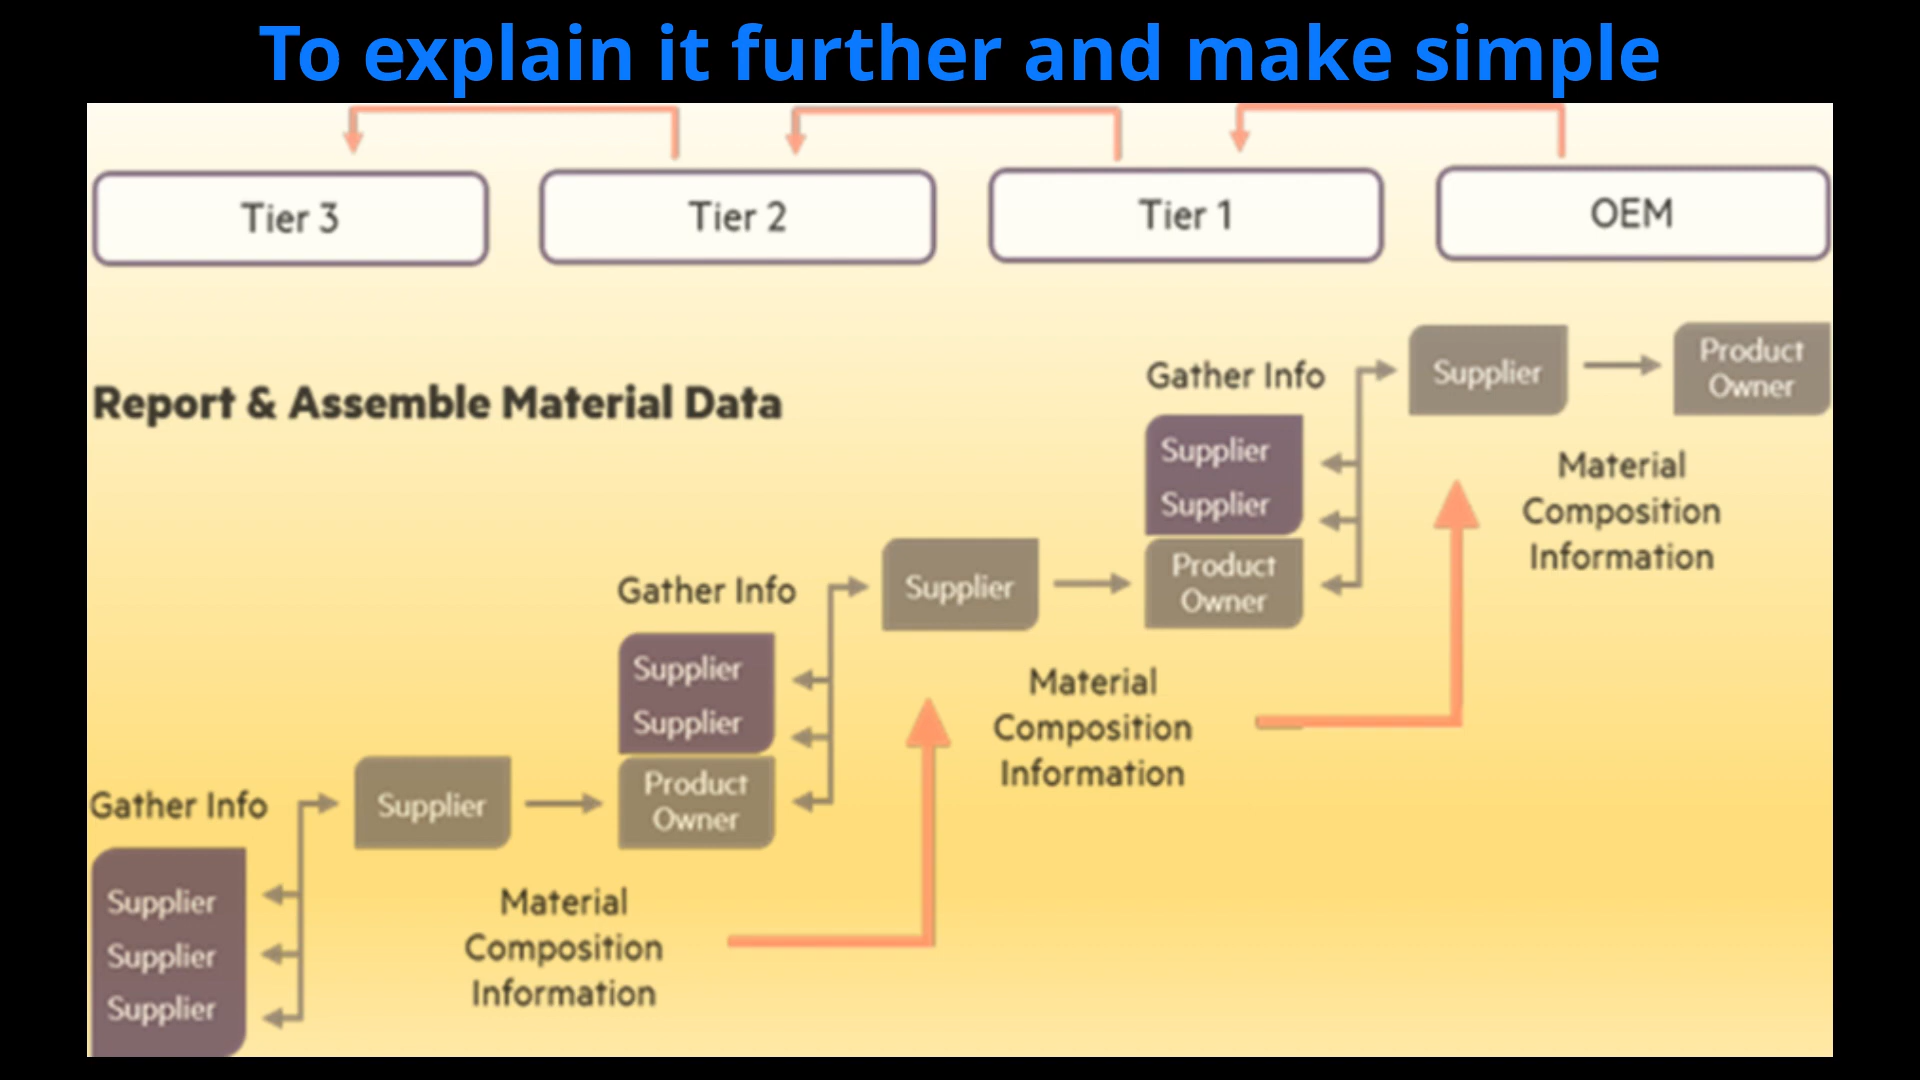 To explain it further and make simple
Tier 3
Tier 2
Tier 1
OEM
Report & Assemble Material Data
Gather Info
Supplier
Product
Owner
Supplier
Supplier
Product
Owner
Material
Composition
Information
Gather Info
Supplier
Supplier
Supplier
Product
Owner
Material
Composition
Information
Gather Info
Supplier
Supplier
Supplier
Supplier
Material
Composition
Information